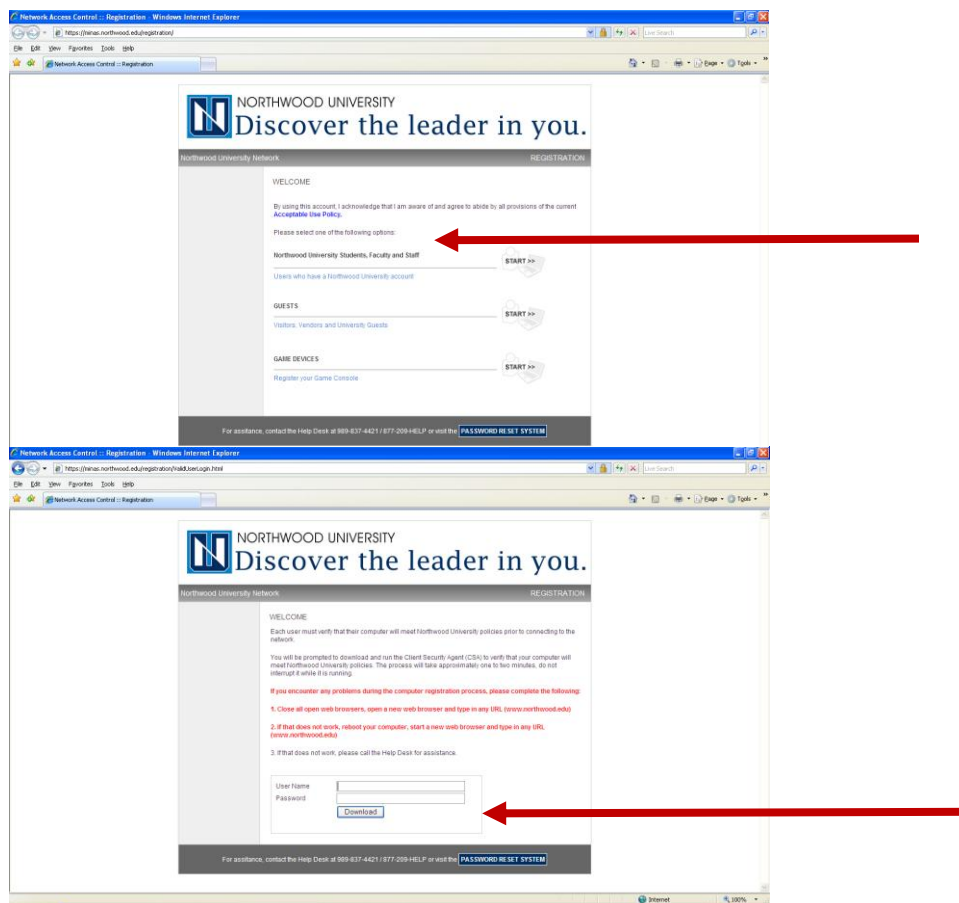 Network Access Control :: Registration - Windows Internet Explorer
https://minas.northwood.edu/registration/
Live Search
File Edit View Favorites Tools Help
Network Access Control :: Registration
Page Tools
NORTHWOOD UNIVERSITY
Discover the leader in you.
Northwood University Network REGISTRATION
WELCOME
By using this account, I acknowledge that I am aware of and agree to abide by all provisions of the current
Acceptable Use Policy.
Please select one of the following options:
Northwood University Students, Faculty and Staff
START >>
Users who have a Northwood University account
GUESTS
START >>
Visitors, Vendors and University Guests
GAME DEVICES
START >>
Register your Game Console
For assitance, contact the Help Desk at 989-837-4421 / 877-209-HELP or visit the PASSWORD RESET SYSTEM
Network Access Control :: Registration - Windows Internet Explorer
https://minas.northwood.edu/registration/ValidUserLogin.html
Live Search
File Edit View Favorites Tools Help
Network Access Control :: Registration
Page Tools
NORTHWOOD UNIVERSITY
Discover the leader in you.
Northwood University Network REGISTRATION
WELCOME
Each user must verify that their computer will meet Northwood University policies prior to connecting to the
network.
You will be prompted to download and run the Client Security Agent (CSA) to verify that your computer will
meet Northwood University policies. The process will take approximately one to two minutes, do not
interrupt it while it is running.
If you encounter any problems during the computer registration process, please complete the following:
1. Close all open web browsers, open a new web browser and type in any URL (www.northwood.edu)
2. If that does not work, reboot your computer, start a new web browser and type in any URL
(www.northwood.edu)
3. If that does not work, please call the Help Desk for assistance.
User Name
Password
Download
For assitance, contact the Help Desk at 989-837-4421 / 877-209-HELP or visit the PASSWORD RESET SYSTEM
Internet 100%